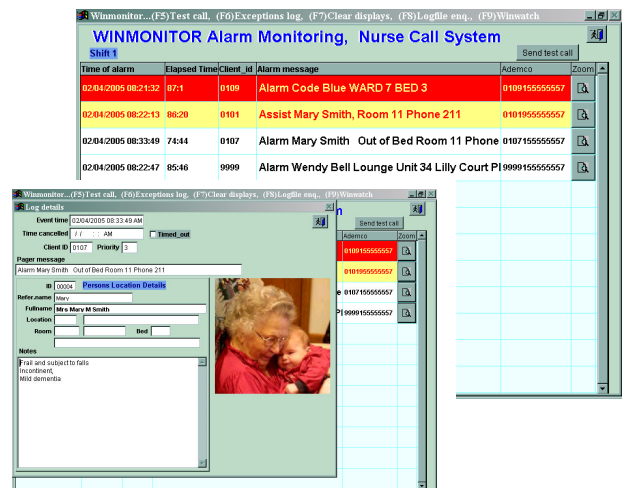 Winmonitor...(F5)Test call, (F6)Exceptions log, (F7)Clear displays, (F8)Logfile enq., (F9)Winwatch
WINMONITOR Alarm Monitoring, Nurse Call System
Shift 1
Send test call
Time of alarm Elapsed Time Client_id Alarm message Ademco Zoom
02/04/2005 08:21:32 87:1 0109 Alarm Code Blue WARD 7 BED 3 0109155555557
02/04/2005 08:22:13 86:20 0101 Assist Mary Smith, Room 11 Phone 211 0101955555557
02/04/2005 08:33:49 74:44 0107 Alarm Mary Smith Out of Bed Room 11 Phone 0107155555557
02/04/2005 08:22:47 85:46 9999 Alarm Wendy Bell Lounge Unit 34 Lilly Court Pl 9999155555557
Winmonitor...(F5)Test call, (F6)Exceptions log, (F7)Clear displays, (F8)Logfile enq., (F9)Winwatch
Log details
n
Send test call
Event time 02/04/2005 08:33:49 AM
Time cancelled / / : : AM Timed_out
Client ID 0107 Priority 3
Pager message
Alarm Mary Smith Out of Bed Room 11 Phone 211
Ademco Zoom
0109155555557
0101955555557
e 0107155555557
Pl 9999155555557
ID 00004 Persons Location Details
Refer.name Mary
Fullname Mrs Mary M Smith
Location
Room Bed
Notes
Frail and subject to falls
Incontinent,
Mild dementia